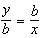 y/b = b/x